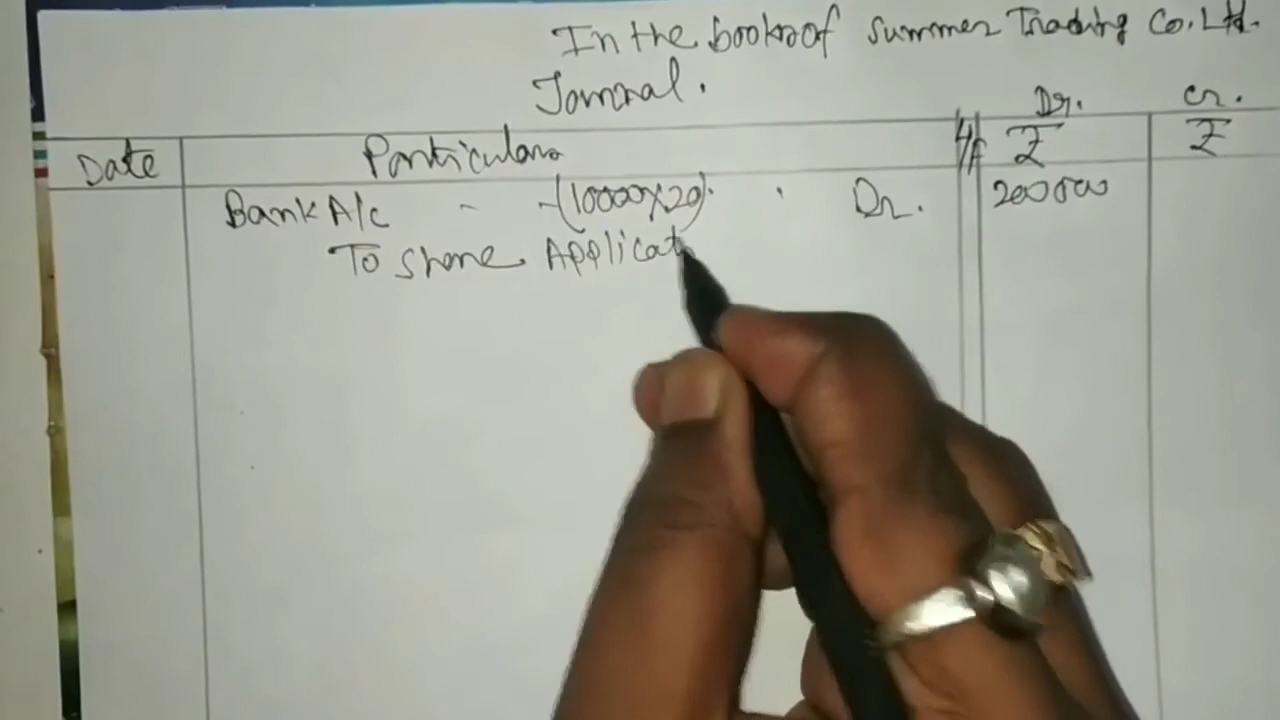 In the books of Summer Trading Co. Ltd.
Journal.
Date Particulars L/F Dr. ₹ Cr. ₹
Bank A/c - - (10000x20) . Dr. 200000
To Share Applicat